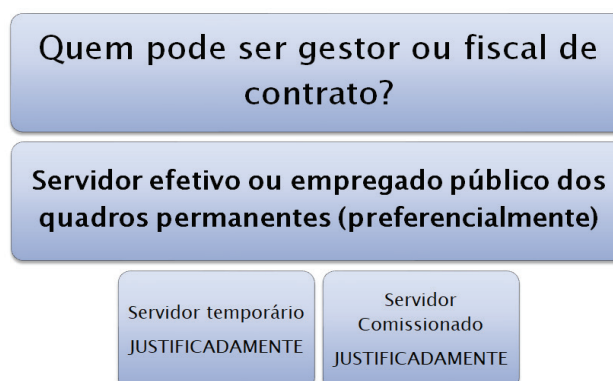 Quem pode ser gestor ou fiscal de
contrato?
Servidor efetivo ou empregado público dos
quadros permanentes (preferencialmente)
Servidor temporário
JUSTIFICADAMENTE
Servidor
Comissionado
JUSTIFICADAMENTE